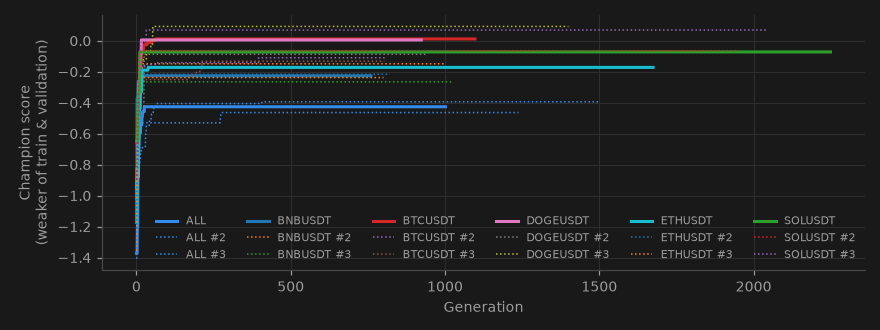 Champion score
(weaker of train & validation)
0.0
−0.2
−0.4
−0.6
−0.8
−1.0
−1.2
−1.4
ALL BNBUSDT BTCUSDT DOGEUSDT ETHUSDT SOLUSDT
ALL #2 BNBUSDT #2 BTCUSDT #2 DOGEUSDT #2 ETHUSDT #2 SOLUSDT #2
ALL #3 BNBUSDT #3 BTCUSDT #3 DOGEUSDT #3 ETHUSDT #3 SOLUSDT #3
0 500 1000 1500 2000
Generation